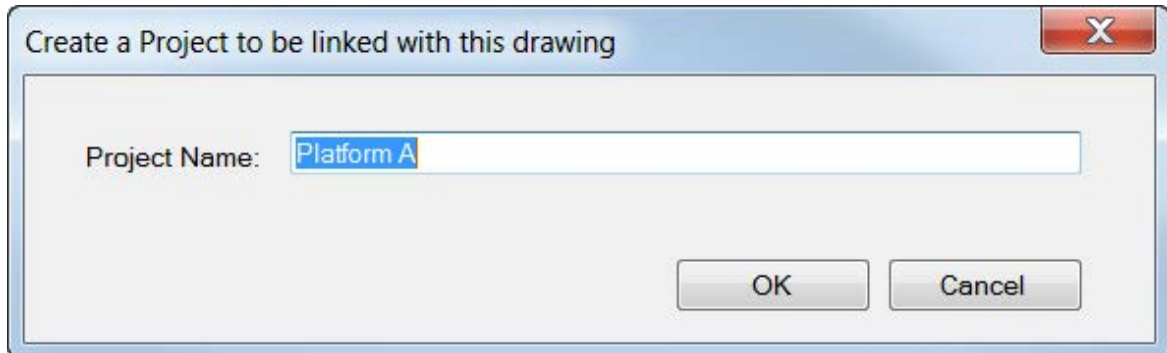 Create a Project to be linked with this drawing
X
Project Name: Platform A
OK Cancel